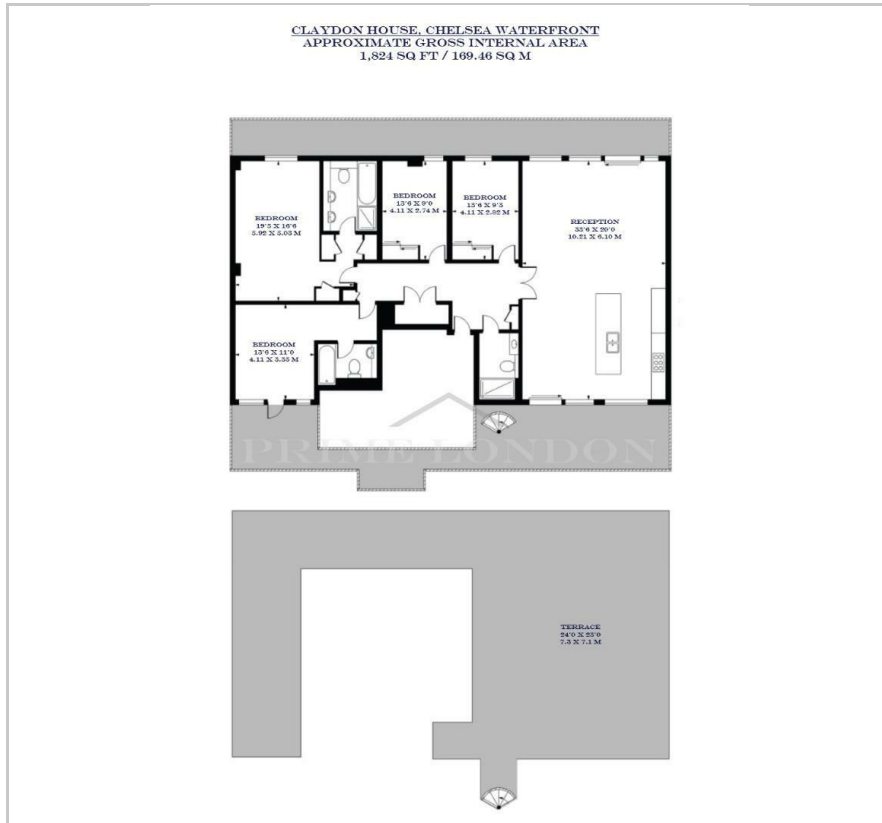 CLAYDON HOUSE, CHELSEA WATERFRONT
APPROXIMATE GROSS INTERNAL AREA
1,824 SQ FT / 169.46 SQ M
BEDROOM
19'5 X 16'6
5.92 X 5.03 M
BEDROOM
13'6 X 9'0
4.11 X 2.74 M
BEDROOM
13'6 X 9'3
4.11 X 2.82 M
RECEPTION
33'6 X 20'0
10.21 X 6.10 M
BEDROOM
13'6 X 11'0
4.11 X 3.35 M
PRIME LONDON
TERRACE
24'0 X 23'0
7.3 X 7.1 M